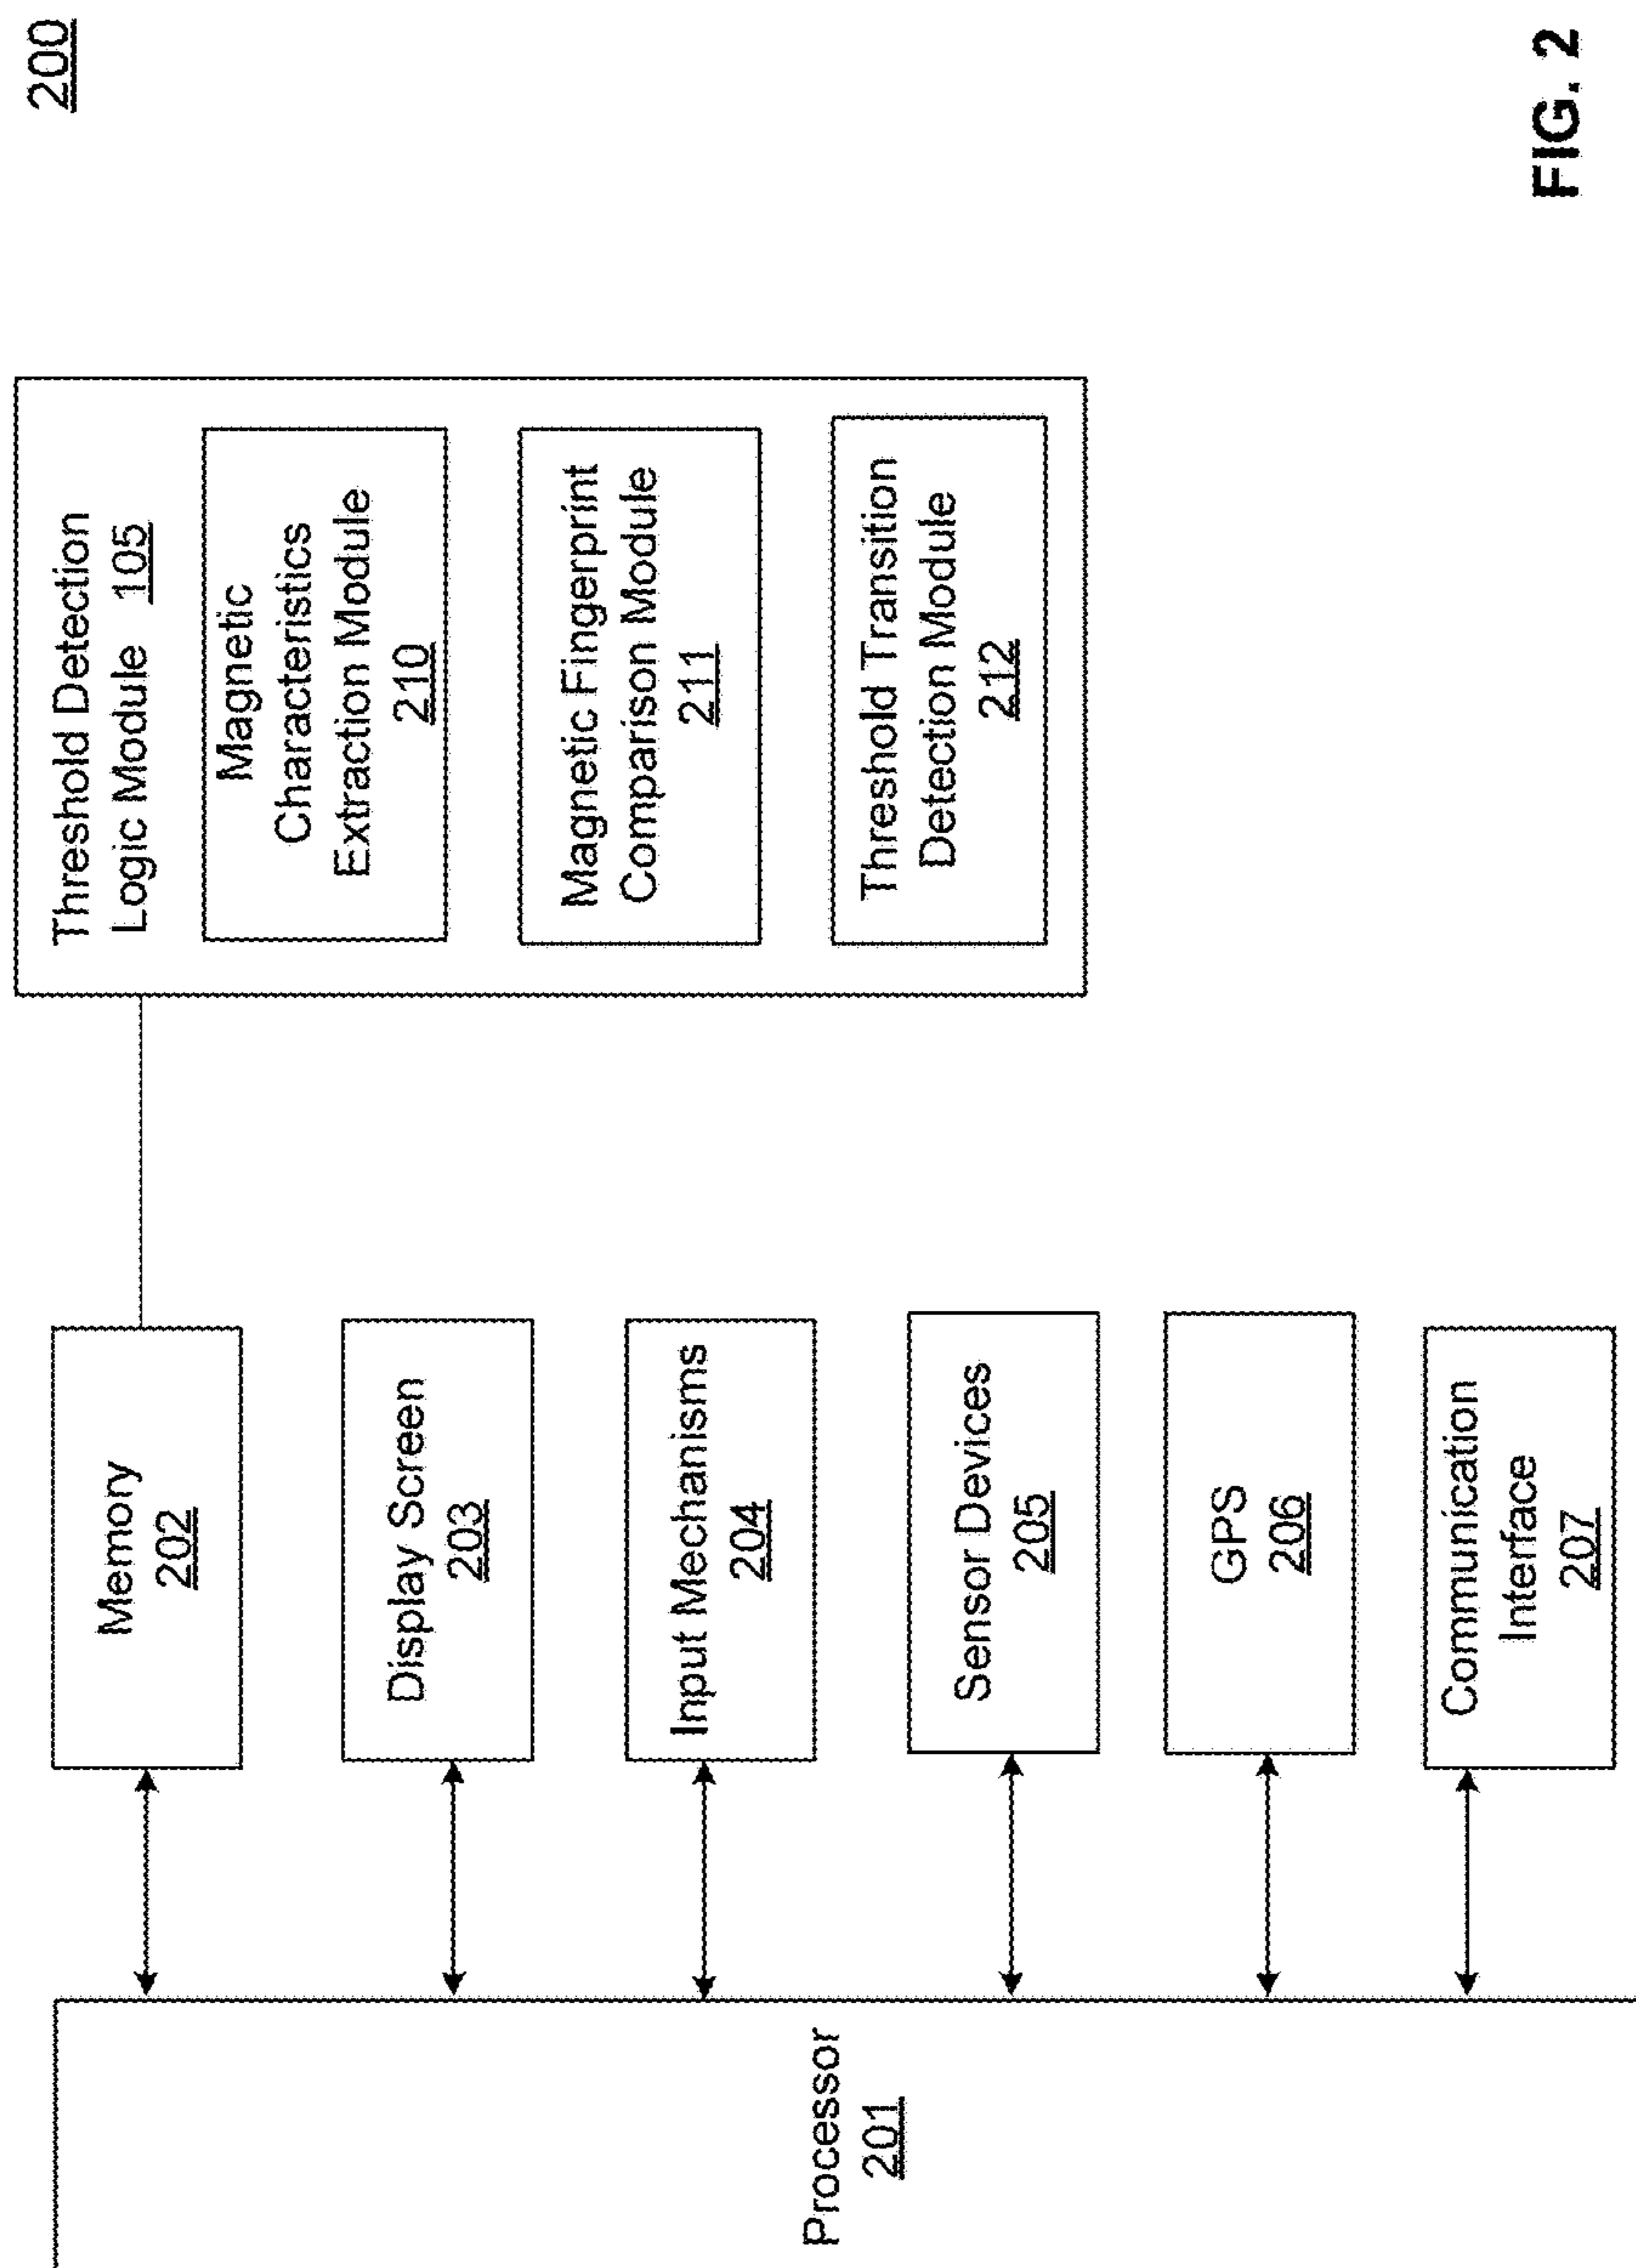 200
Processor
201
Memory
202
Display Screen
203
Input Mechanisms
204
Sensor Devices
205
GPS
206
Communication
Interface
207
Threshold Detection
Logic Module 105
Magnetic
Characteristics
Extraction Module
210
Magnetic Fingerprint
Comparison Module
211
Threshold Transition
Detection Module
212
FIG. 2